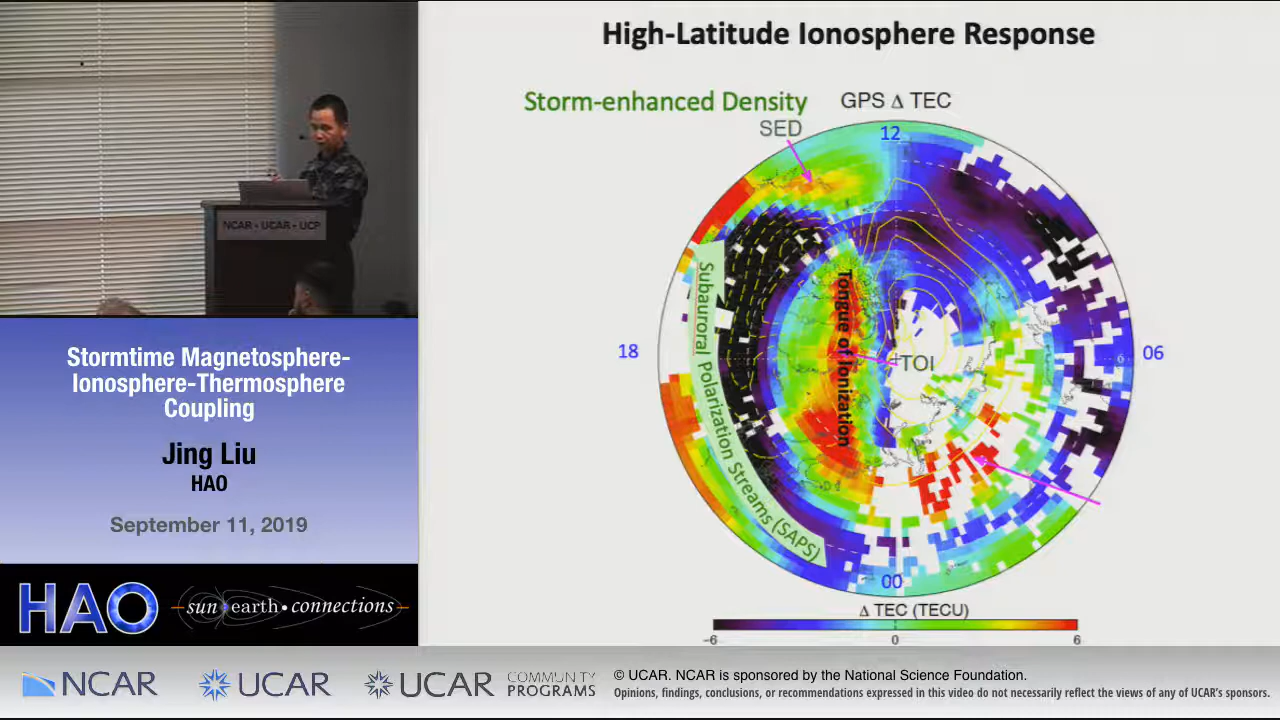 High-Latitude Ionosphere Response
Storm-enhanced Density
GPS Δ TEC
SED
12
18
06
00
Subauroral Polarization Streams (SAPS)
Tongue of Ionization
TOI
Δ TEC (TECU)
-6
0
6
NCAR • UCAR • UCP
Stormtime Magnetosphere-
Ionosphere-Thermosphere
Coupling
Jing Liu
HAO
September 11, 2019
HAO
sun earth • connections
NCAR
UCAR
UCAR
COMMUNITY
PROGRAMS
© UCAR. NCAR is sponsored by the National Science Foundation.
Opinions, findings, conclusions, or recommendations expressed in this video do not necessarily reflect the views of any of UCAR's sponsors.